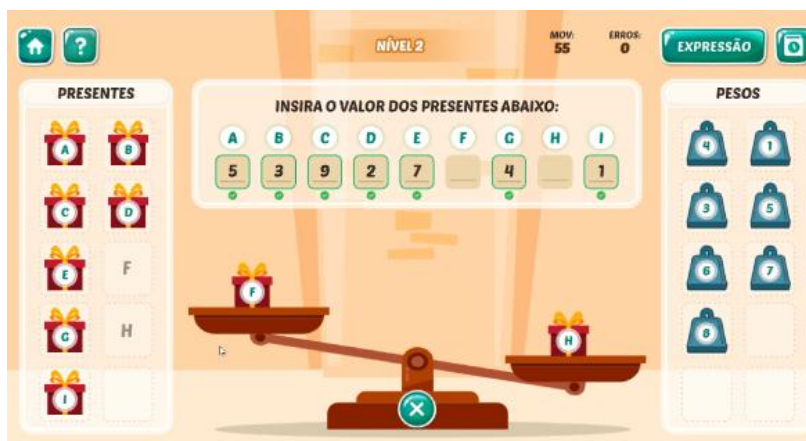 ?
NÍVEL 2
MOV:
55
ERROS:
0
EXPRESSÃO
PRESENTES
A B
C D
E F
G H
I
INSIRA O VALOR DOS PRESENTES ABAIXO:
A B C D E F G H I
5 3 9 2 7 4 1
F
H
PESOS
4 1
3 5
6 7
8